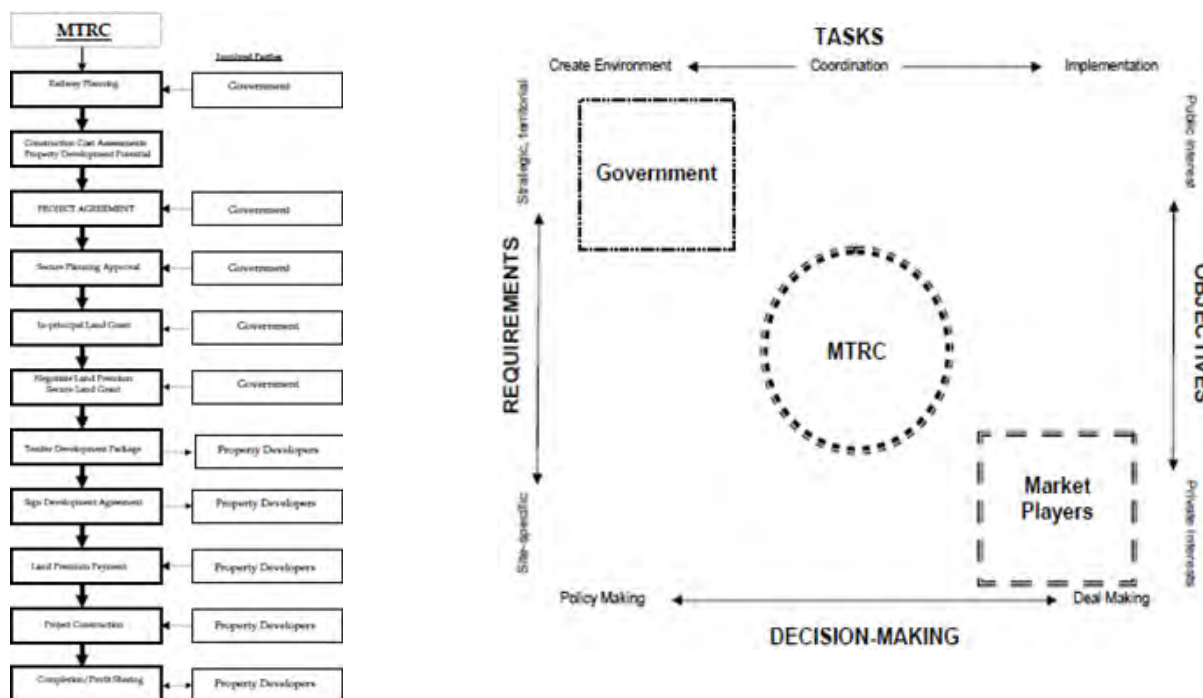 MTRC
Involved Parties
Railway Planning
Government
Construction Cost Assessments
Property Development Potential
PROJECT AGREEMENT
Government
Secure Planning Approval
Government
In-principal Land Grant
Government
Negotiate Land Premium
Secure Land Grant
Government
Tender Development Package
Property Developers
Sign Development Agreement
Property Developers
Land Premium Payment
Property Developers
Project Construction
Property Developers
Completion/Profit Sharing
Property Developers
TASKS
Create Environment
Coordination
Implementation
Strategic, territorial
REQUIREMENTS
Site-specific
Government
MTRC
Market
Players
Public Interest
OBJECTIVES
Private Interests
Policy Making
Deal Making
DECISION-MAKING